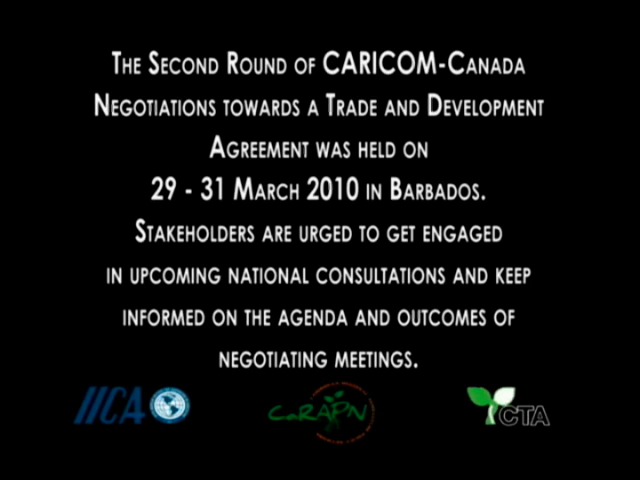 The Second Round of CARICOM-Canada
Negotiations towards a Trade and Development
Agreement was held on
29 - 31 March 2010 in Barbados.
Stakeholders are urged to get engaged
in upcoming national consultations and keep
informed on the agenda and outcomes of
negotiating meetings.
IICA CaRAPN CTA